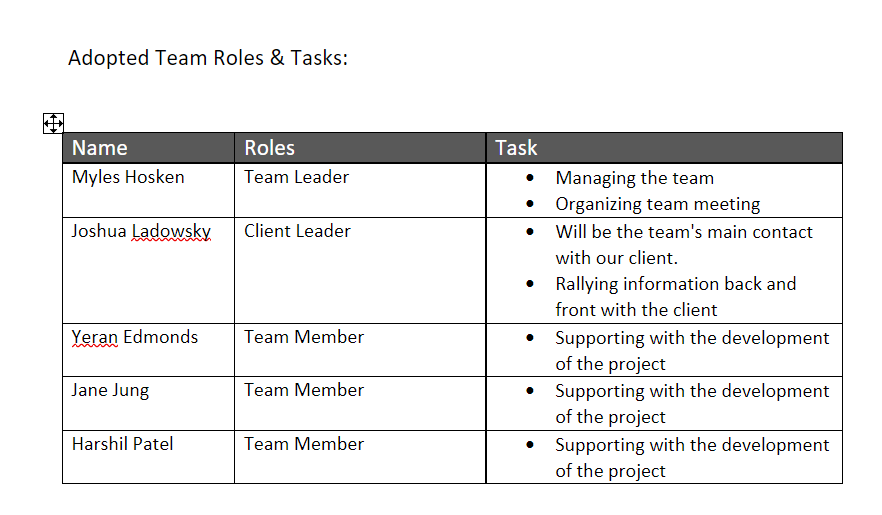 Adopted Team Roles & Tasks:
Name Roles Task
Myles Hosken Team Leader • Managing the team
• Organizing team meeting
Joshua Ladowsky Client Leader • Will be the team's main contact
with our client.
• Rallying information back and
front with the client
Yeran Edmonds Team Member • Supporting with the development
of the project
Jane Jung Team Member • Supporting with the development
of the project
Harshil Patel Team Member • Supporting with the development
of the project